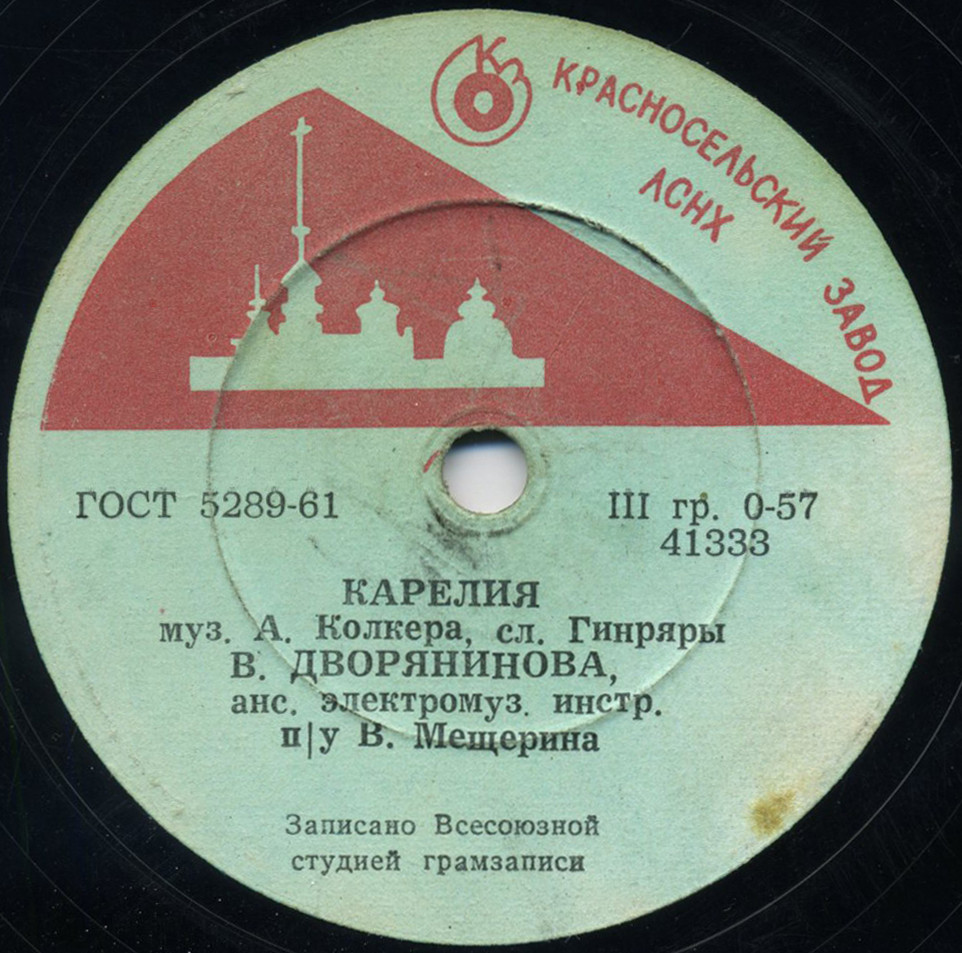 К
КРАСНОСЕЛЬСКИЙ ЗАВОД
ЛСНХ
ГОСТ 5289-61
III гр. 0-57
41333
КАРЕЛИЯ
муз. А. Колкера, сл. Гинряры
В. ДВОРЯНИНОВА,
анс. электромуз. инстр.
п|у В. Мещерина
Записано Всесоюзной
студией грамзаписи